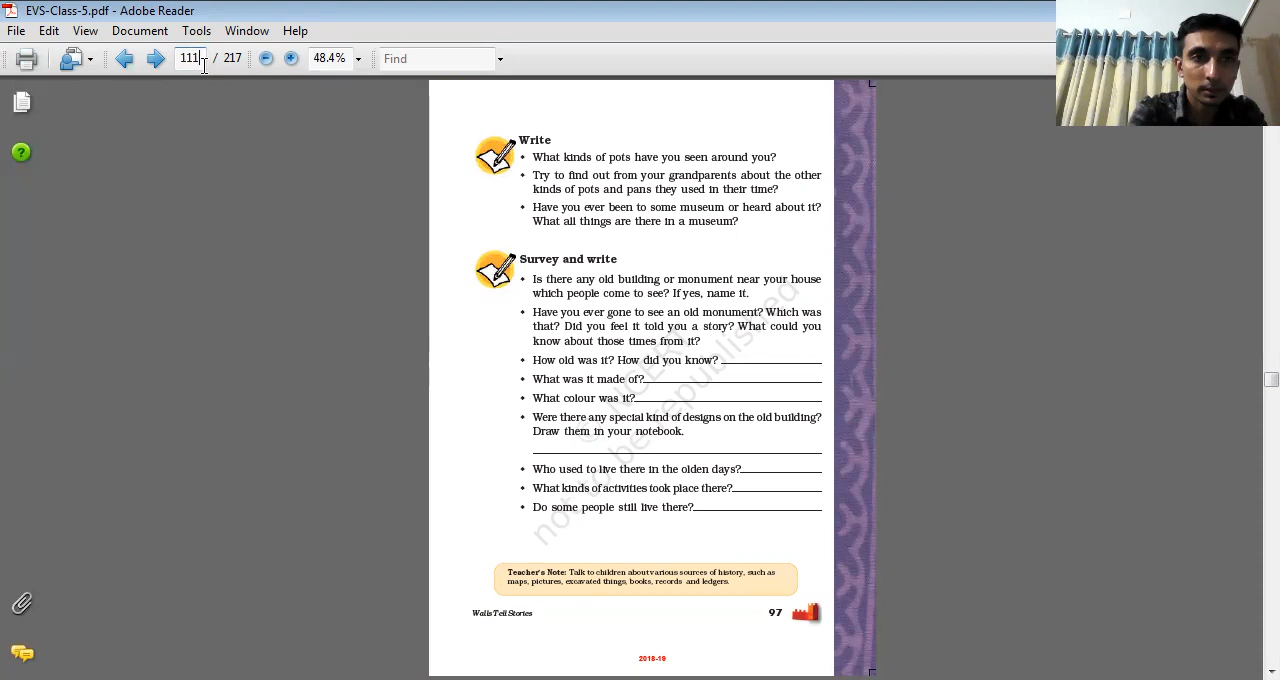 EVS-Class-5.pdf - Adobe Reader
File Edit View Document Tools Window Help
111 / 217 48.4% Find
Write
• What kinds of pots have you seen around you?
• Try to find out from your grandparents about the other
kinds of pots and pans they used in their time?
• Have you ever been to some museum or heard about it?
What all things are there in a museum?
Survey and write
• Is there any old building or monument near your house
which people come to see? If yes, name it.
• Have you ever gone to see an old monument? Which was
that? Did you feel it told you a story? What could you
know about those times from it?
• How old was it? How did you know?
• What was it made of?
• What colour was it?
• Were there any special kind of designs on the old building?
Draw them in your notebook.
• Who used to live there in the olden days?
• What kinds of activities took place there?
• Do some people still live there?
© NCERT
not to be republished
Teacher's Note: Talk to children about various sources of history, such as
maps, pictures, excavated things, books, records and ledgers.
Walls Tell Stories 97
2018-19